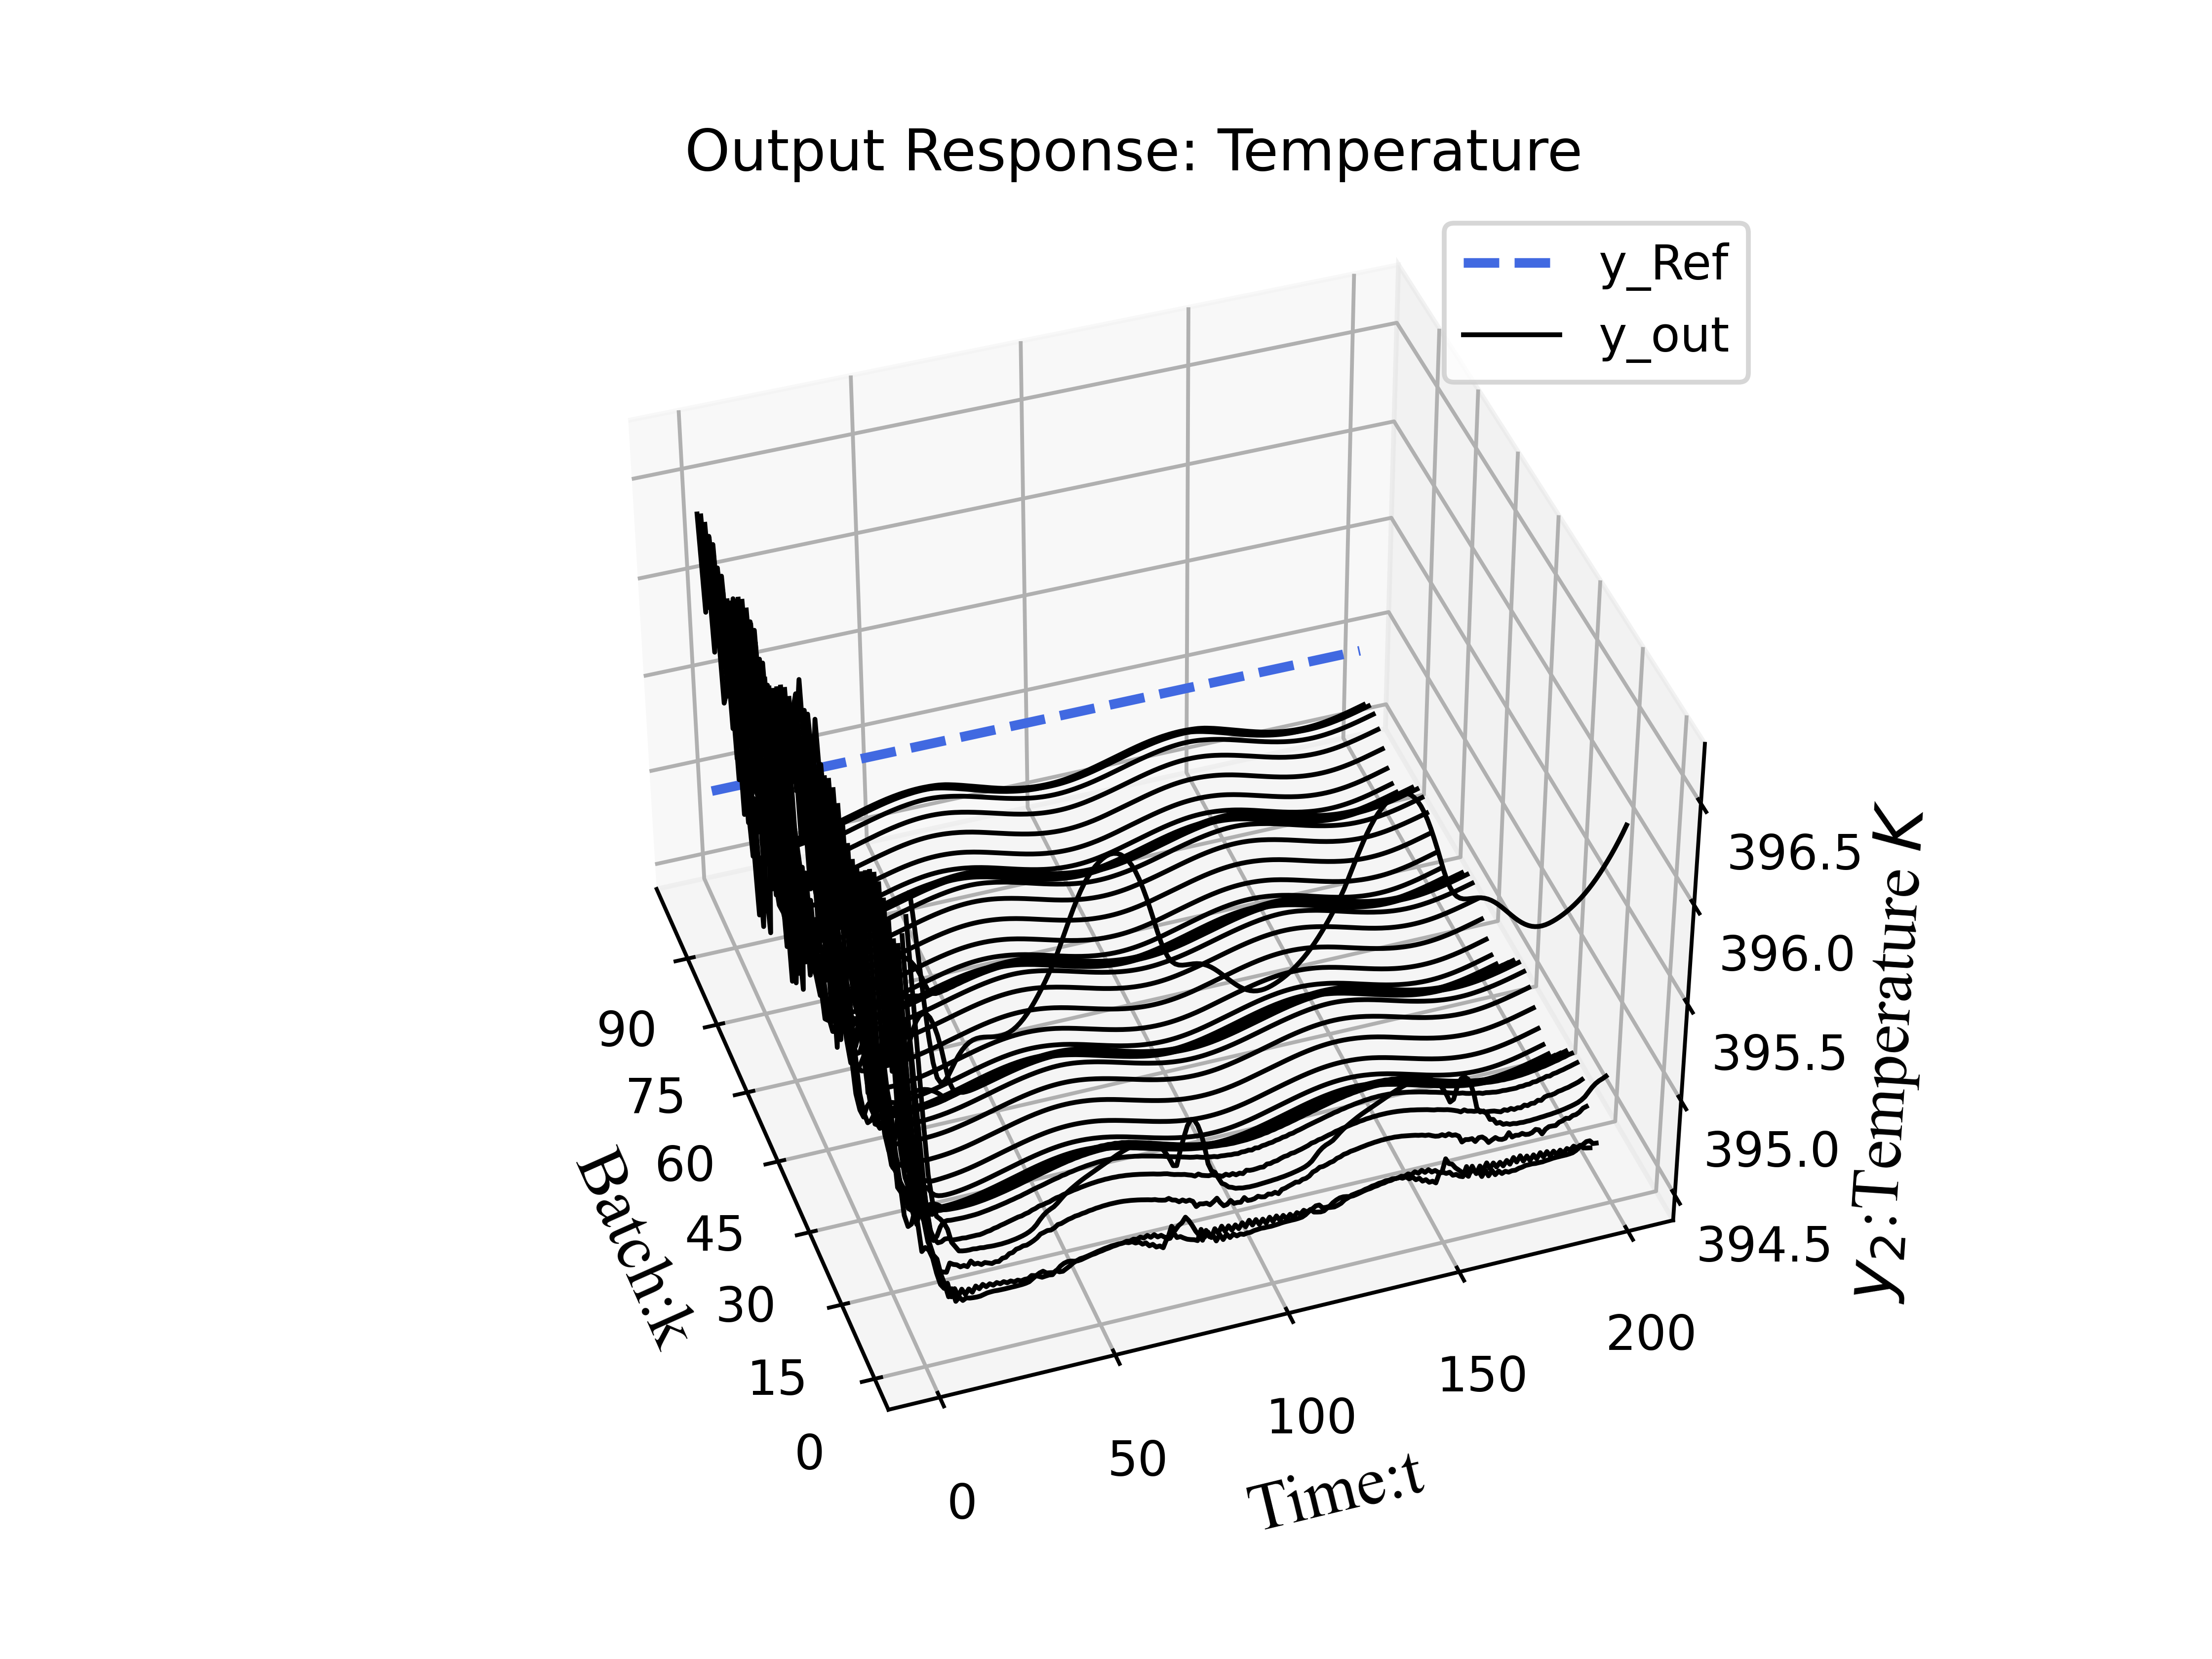 Output Response: Temperature
y_Ref
y_out
396.5
396.0
395.5
395.0
394.5
y₂:Temperature K
90
75
60
45
30
15
0
Batch:k
0
50
100
150
200
Time:t